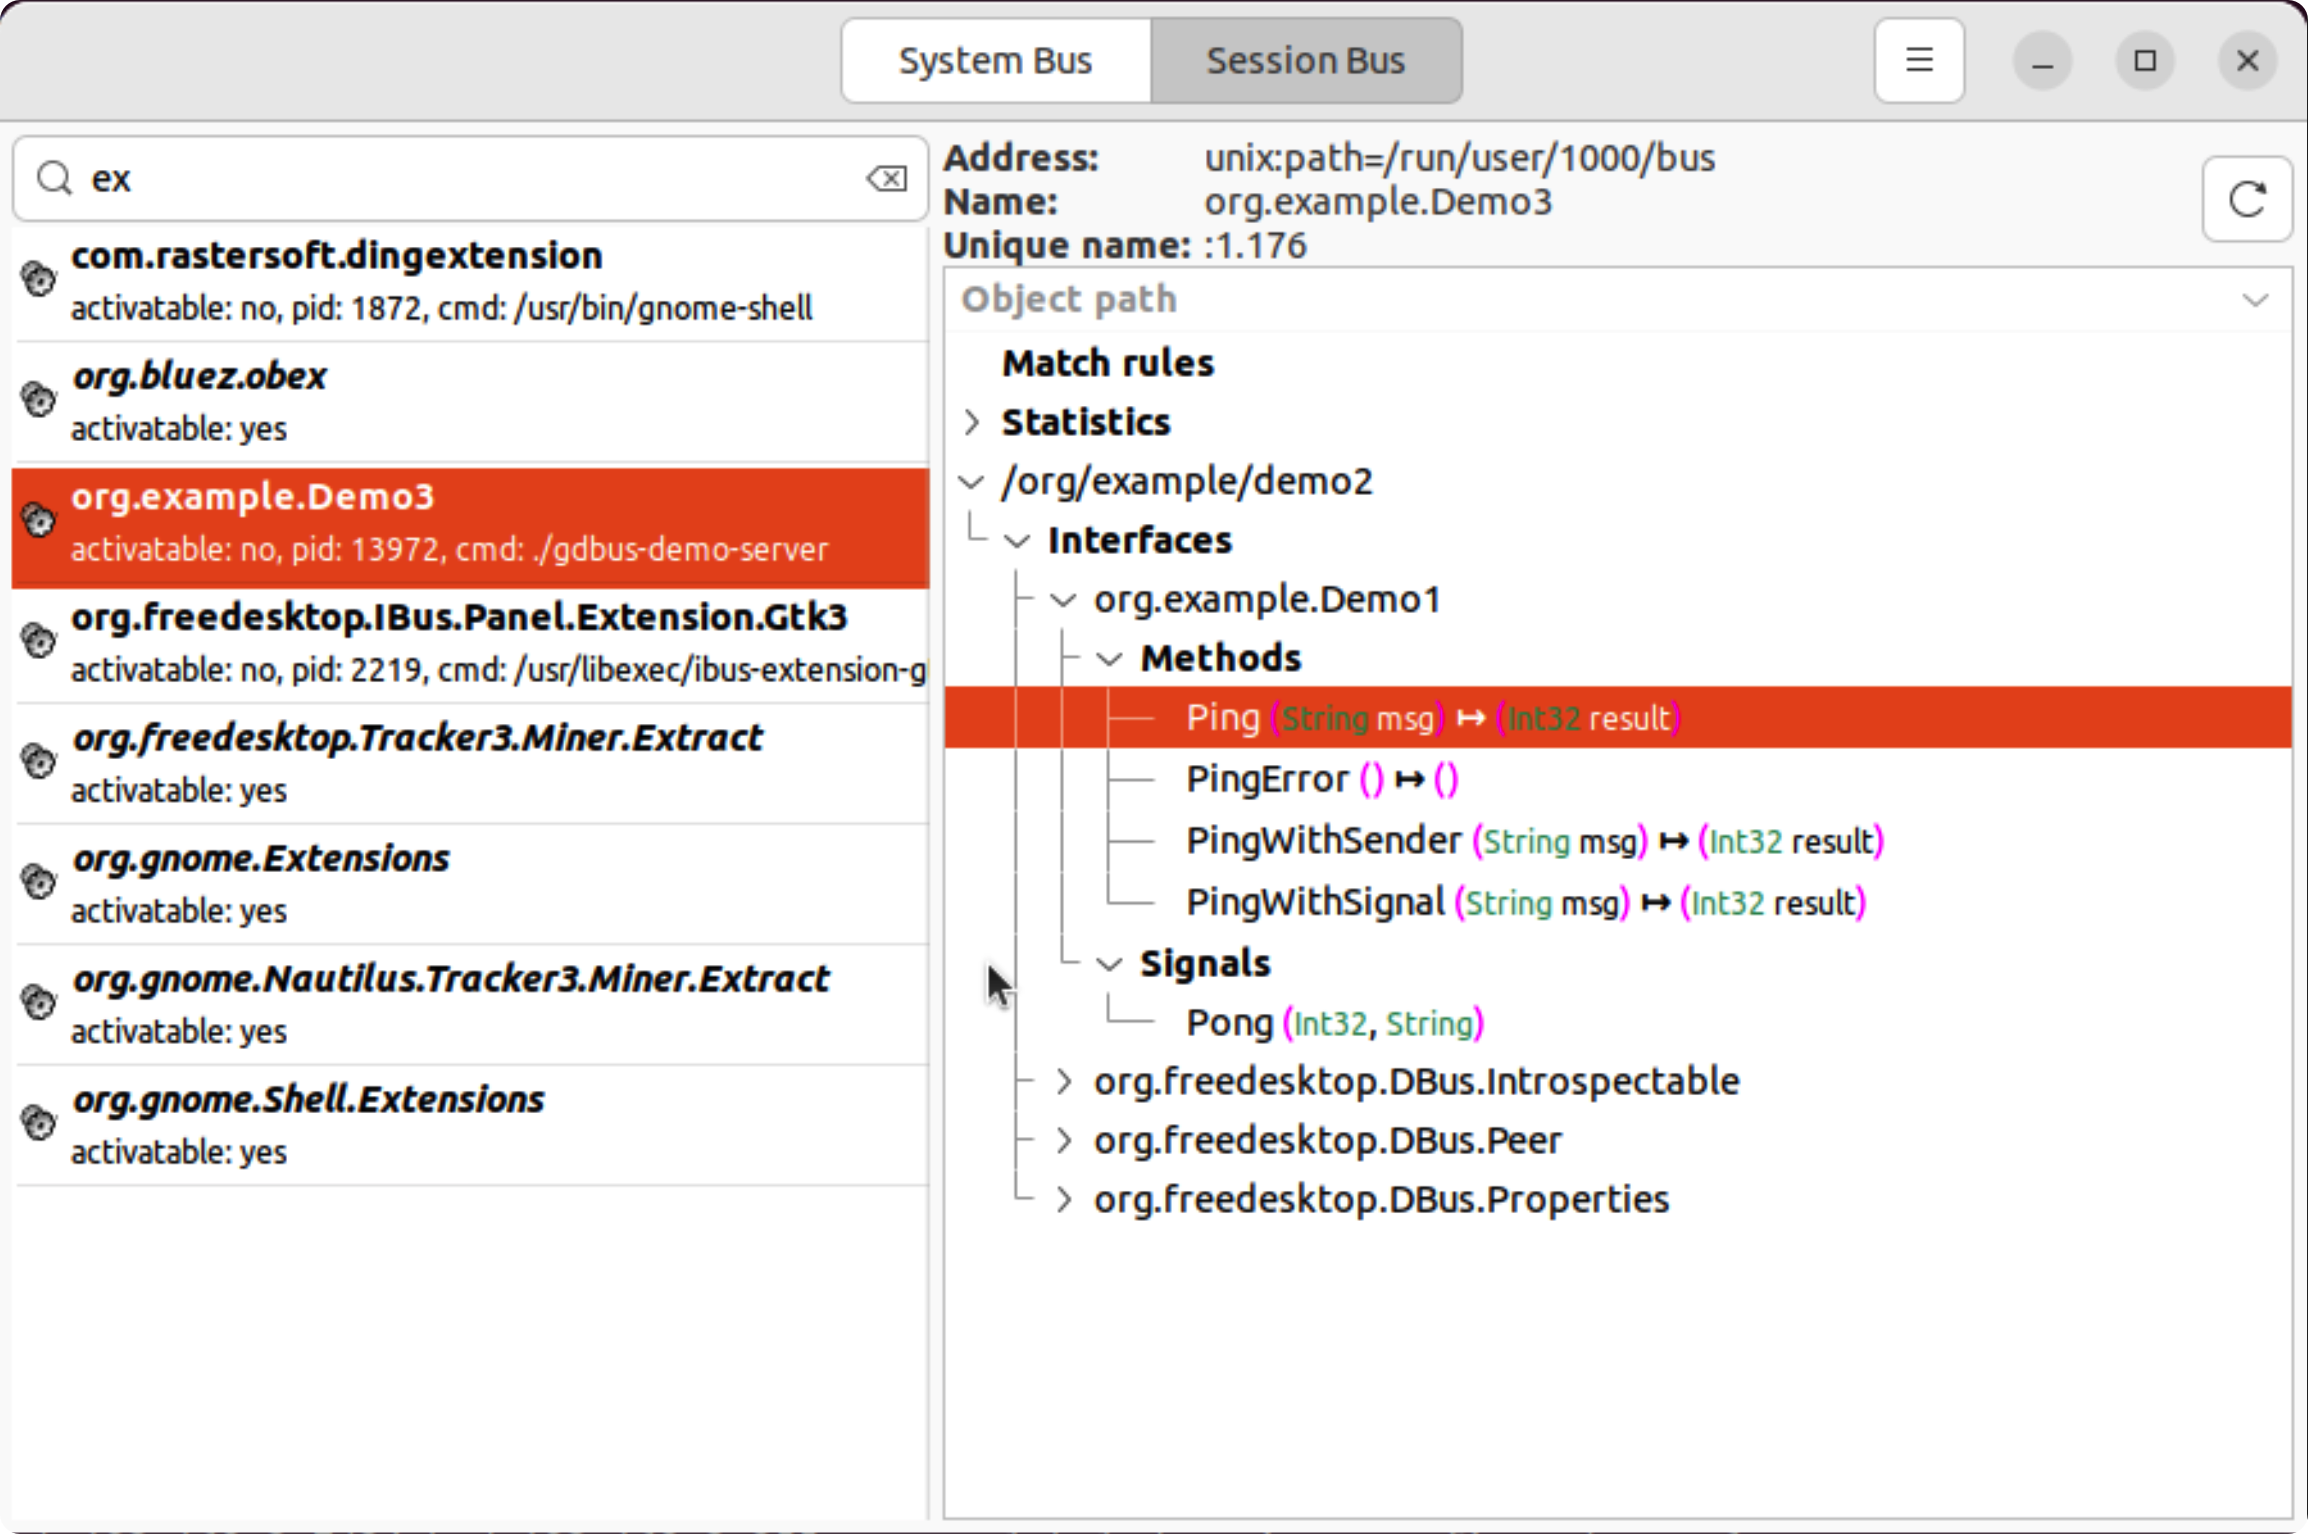 System Bus
Session Bus
ex
com.rastersoft.dingextension
activatable: no, pid: 1872, cmd: /usr/bin/gnome-shell
org.bluez.obex
activatable: yes
org.example.Demo3
activatable: no, pid: 13972, cmd: ./gdbus-demo-server
org.freedesktop.IBus.Panel.Extension.Gtk3
activatable: no, pid: 2219, cmd: /usr/libexec/ibus-extension-g
org.freedesktop.Tracker3.Miner.Extract
activatable: yes
org.gnome.Extensions
activatable: yes
org.gnome.Nautilus.Tracker3.Miner.Extract
activatable: yes
org.gnome.Shell.Extensions
activatable: yes
Address: unix:path=/run/user/1000/bus
Name: org.example.Demo3
Unique name: :1.176
Object path
Match rules
Statistics
/org/example/demo2
Interfaces
org.example.Demo1
Methods
Ping (String msg) ↦ (Int32 result)
PingError () ↦ ()
PingWithSender (String msg) ↦ (Int32 result)
PingWithSignal (String msg) ↦ (Int32 result)
Signals
Pong (Int32, String)
org.freedesktop.DBus.Introspectable
org.freedesktop.DBus.Peer
org.freedesktop.DBus.Properties